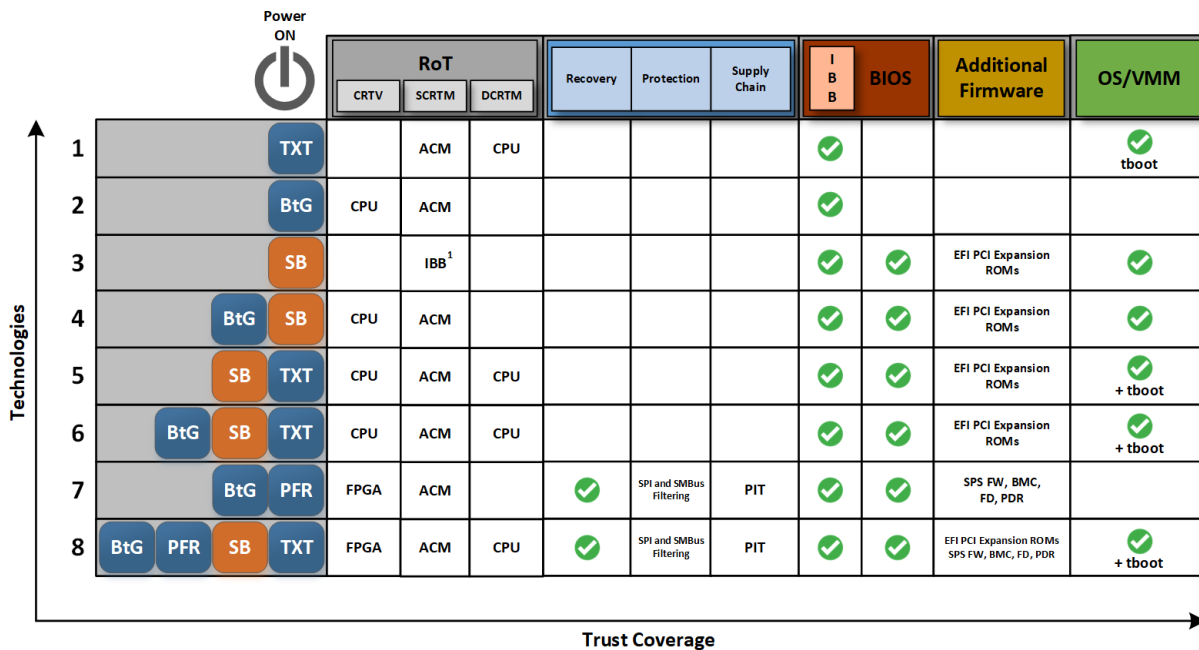 Power
ON
RoT
CRTV SCRTM DCRTM
Recovery Protection Supply
Chain
I
B
B
BIOS
Additional
Firmware
OS/VMM
Technologies
1 TXT ACM CPU
tboot
2 BtG CPU ACM
3 SB IBB1 EFI PCI Expansion
ROMs
4 BtG SB CPU ACM EFI PCI Expansion
ROMs
5 SB TXT CPU ACM CPU EFI PCI Expansion
ROMs
+ tboot
6 BtG SB TXT CPU ACM CPU EFI PCI Expansion
ROMs
+ tboot
7 BtG PFR FPGA ACM SPI and SMBus
Filtering
PIT
SPS FW, BMC,
FD, PDR
8 BtG PFR SB TXT FPGA ACM CPU SPI and SMBus
Filtering
PIT
EFI PCI Expansion ROMs
SPS FW, BMC, FD, PDR
+ tboot
Trust Coverage